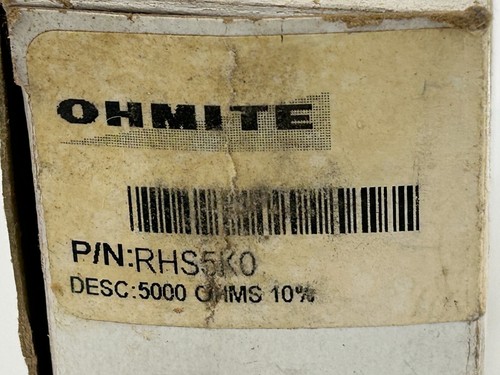 OHMITE
P/N:RHS5K0
DESC:5000 OHMS 10%